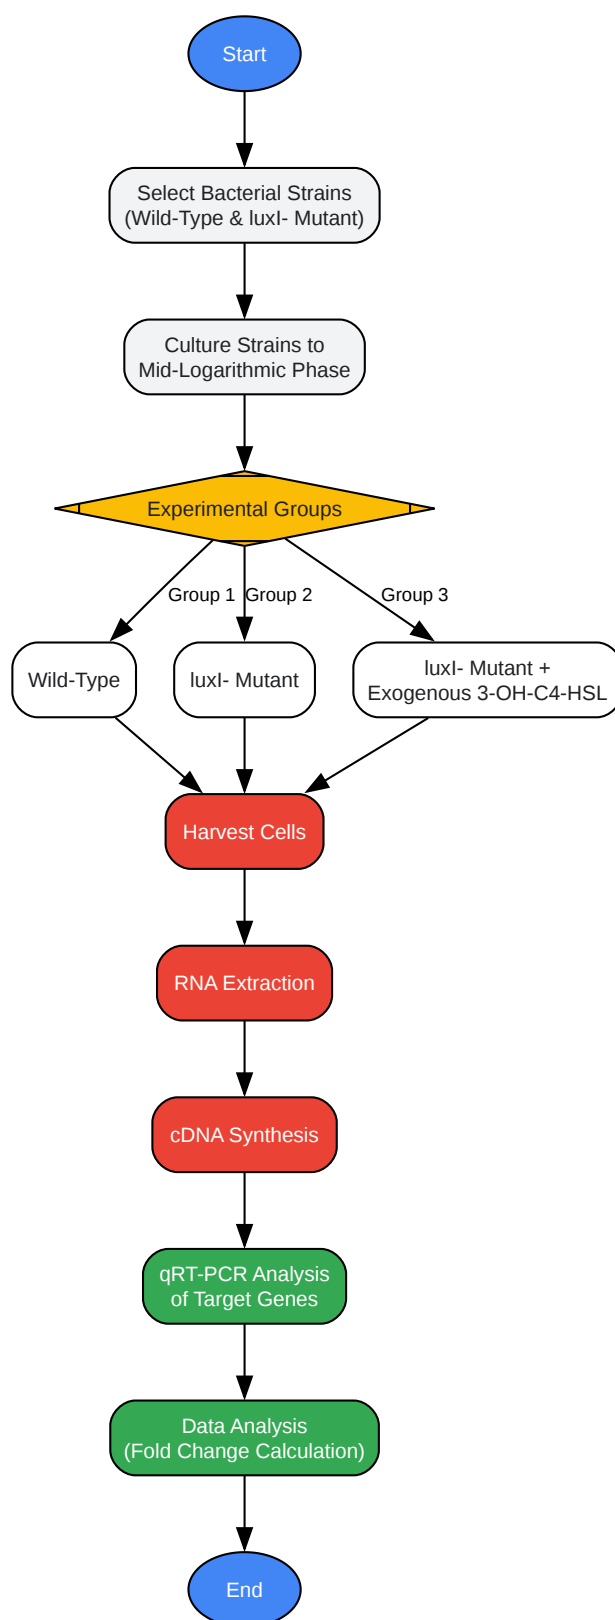 Start
Select Bacterial Strains
(Wild-Type & luxI- Mutant)
Culture Strains to
Mid-Logarithmic Phase
Experimental Groups
Group 1
Group 2
Group 3
Wild-Type
luxI- Mutant
luxI- Mutant +
Exogenous 3-OH-C4-HSL
Harvest Cells
RNA Extraction
cDNA Synthesis
qRT-PCR Analysis
of Target Genes
Data Analysis
(Fold Change Calculation)
End